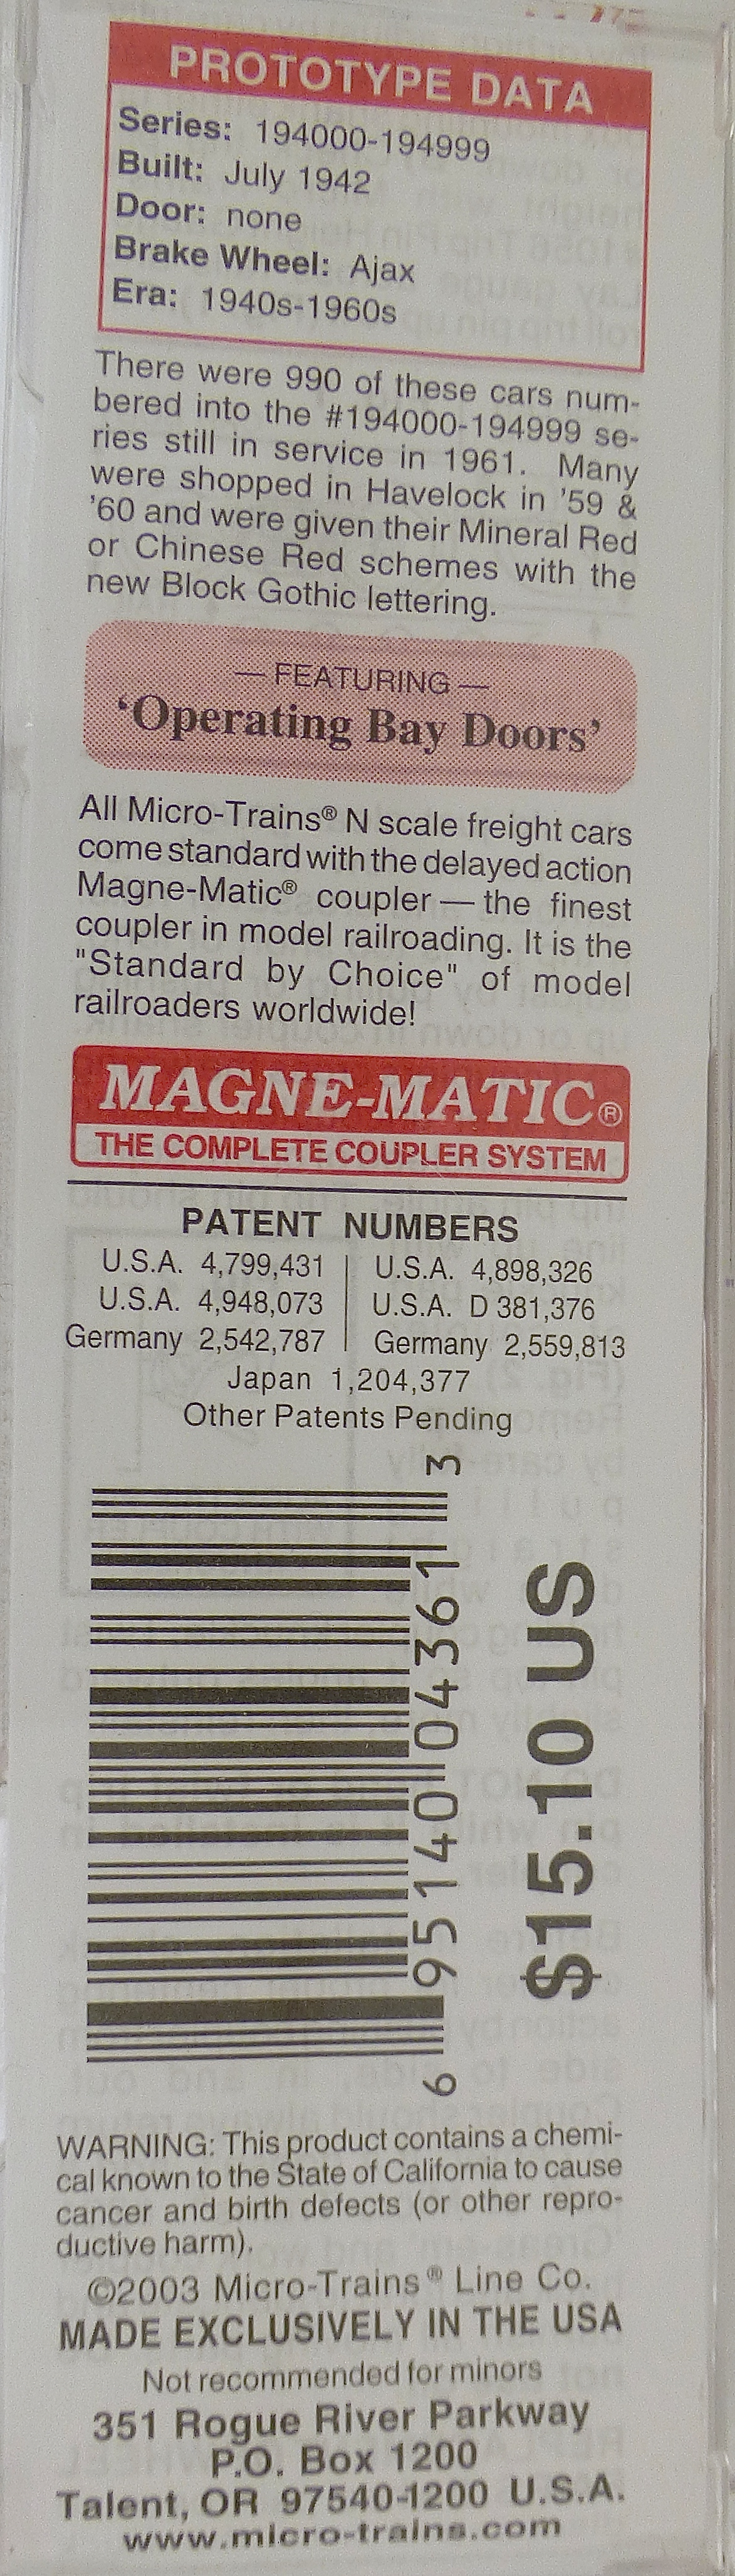 PROTOTYPE DATA
Series: 194000-194999
Built: July 1942
Door: none
Brake Wheel: Ajax
Era: 1940s-1960s
There were 990 of these cars num-
bered into the #194000-194999 se-
ries still in service in 1961. Many
were shopped in Havelock in '59 &
'60 and were given their Mineral Red
or Chinese Red schemes with the
new Block Gothic lettering.
— FEATURING —
'Operating Bay Doors'
All Micro-Trains® N scale freight cars
come standard with the delayed action
Magne-Matic® coupler — the finest
coupler in model railroading. It is the
"Standard by Choice" of model
railroaders worldwide!
MAGNE-MATIC®
THE COMPLETE COUPLER SYSTEM
PATENT NUMBERS
U.S.A. 4,799,431 | U.S.A. 4,898,326
U.S.A. 4,948,073 | U.S.A. D 381,376
Germany 2,542,787 | Germany 2,559,813
Japan 1,204,377
Other Patents Pending
6 95140 04361 3
$15.10 US
WARNING: This product contains a chemi-
cal known to the State of California to cause
cancer and birth defects (or other repro-
ductive harm).
©2003 Micro-Trains® Line Co.
MADE EXCLUSIVELY IN THE USA
Not recommended for minors
351 Rogue River Parkway
P.O. Box 1200
Talent, OR 97540-1200 U.S.A.
www.micro-trains.com